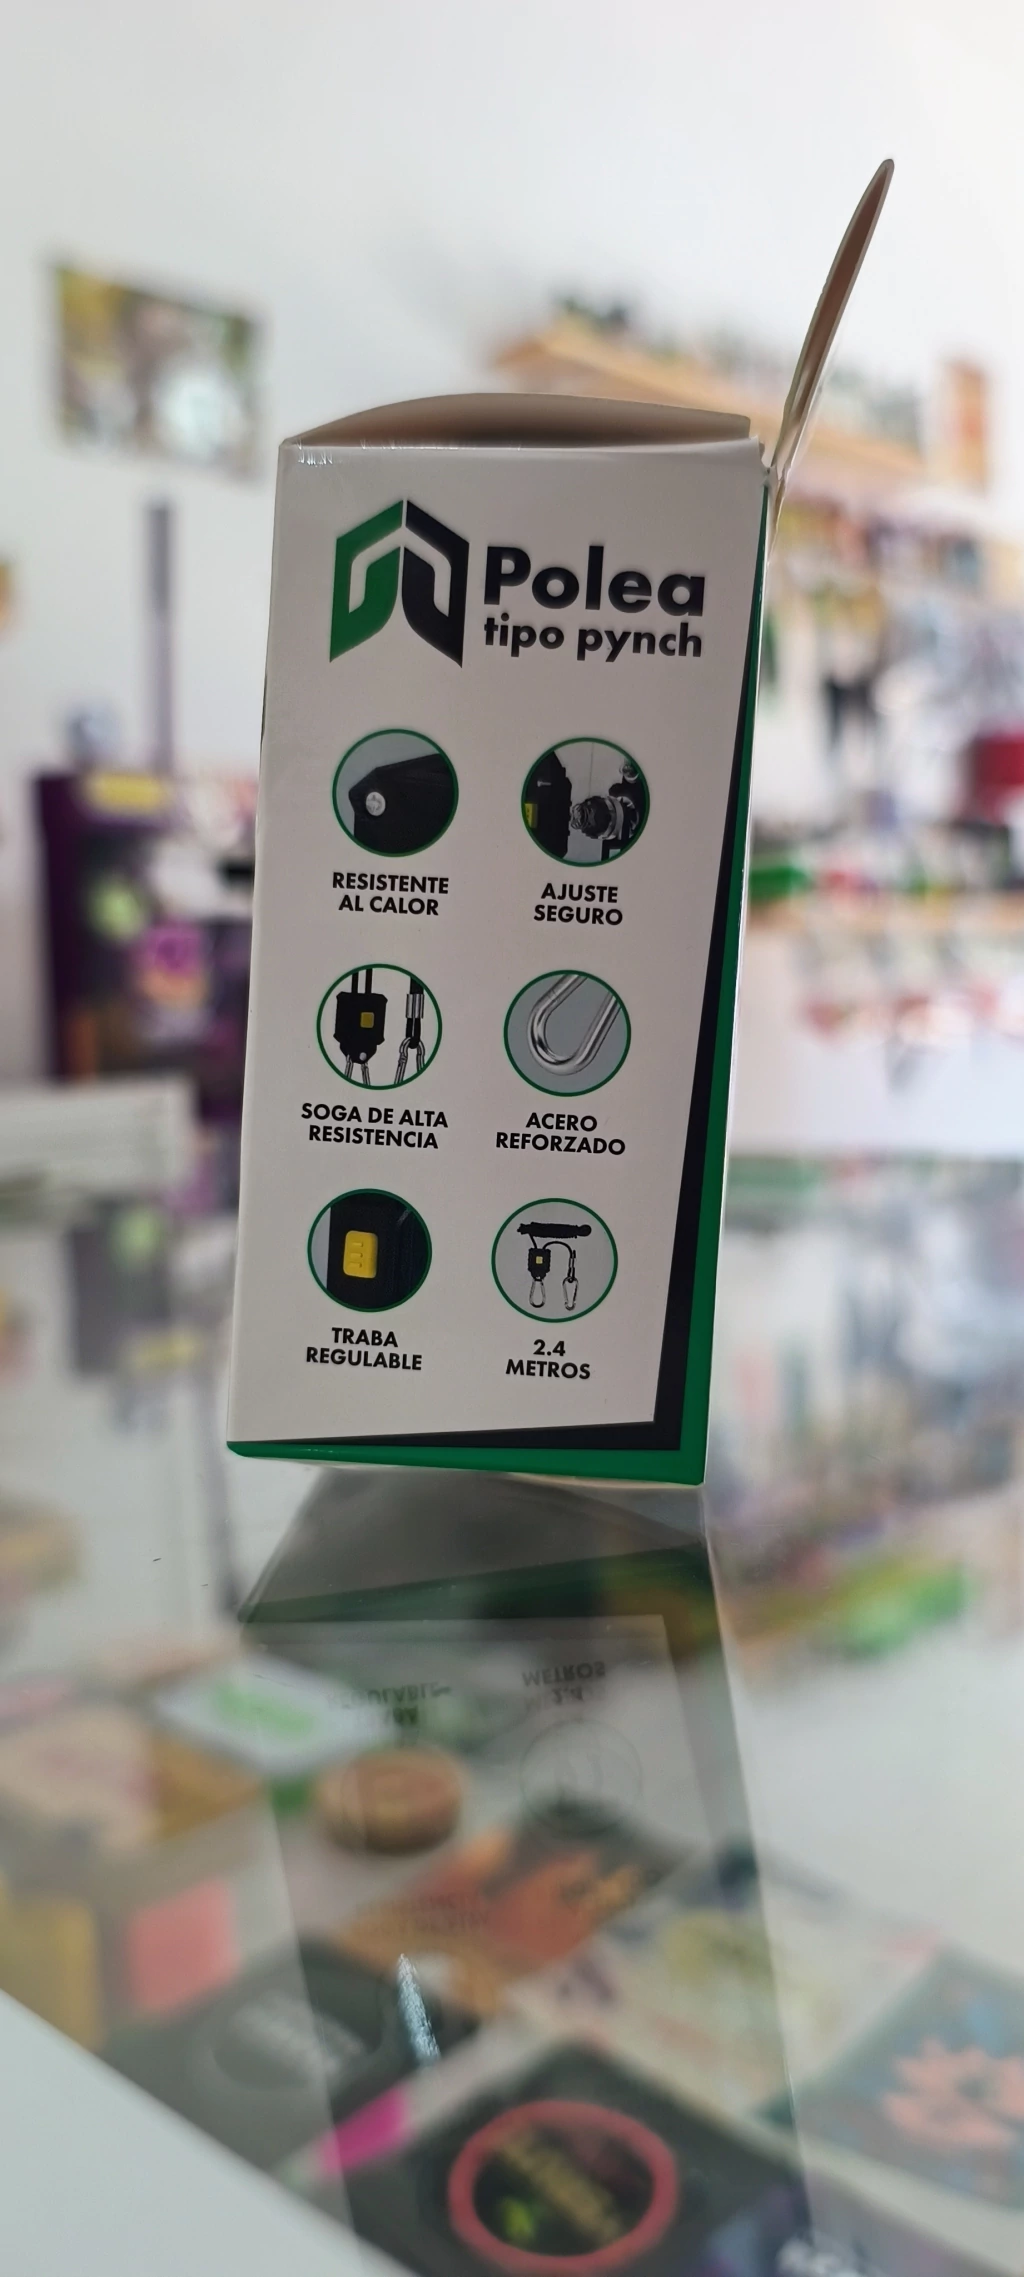 Polea
tipo pynch
RESISTENTE
AL CALOR
AJUSTE
SEGURO
SOGA DE ALTA
RESISTENCIA
ACERO
REFORZADO
TRABA
REGULABLE
2.4
METROS